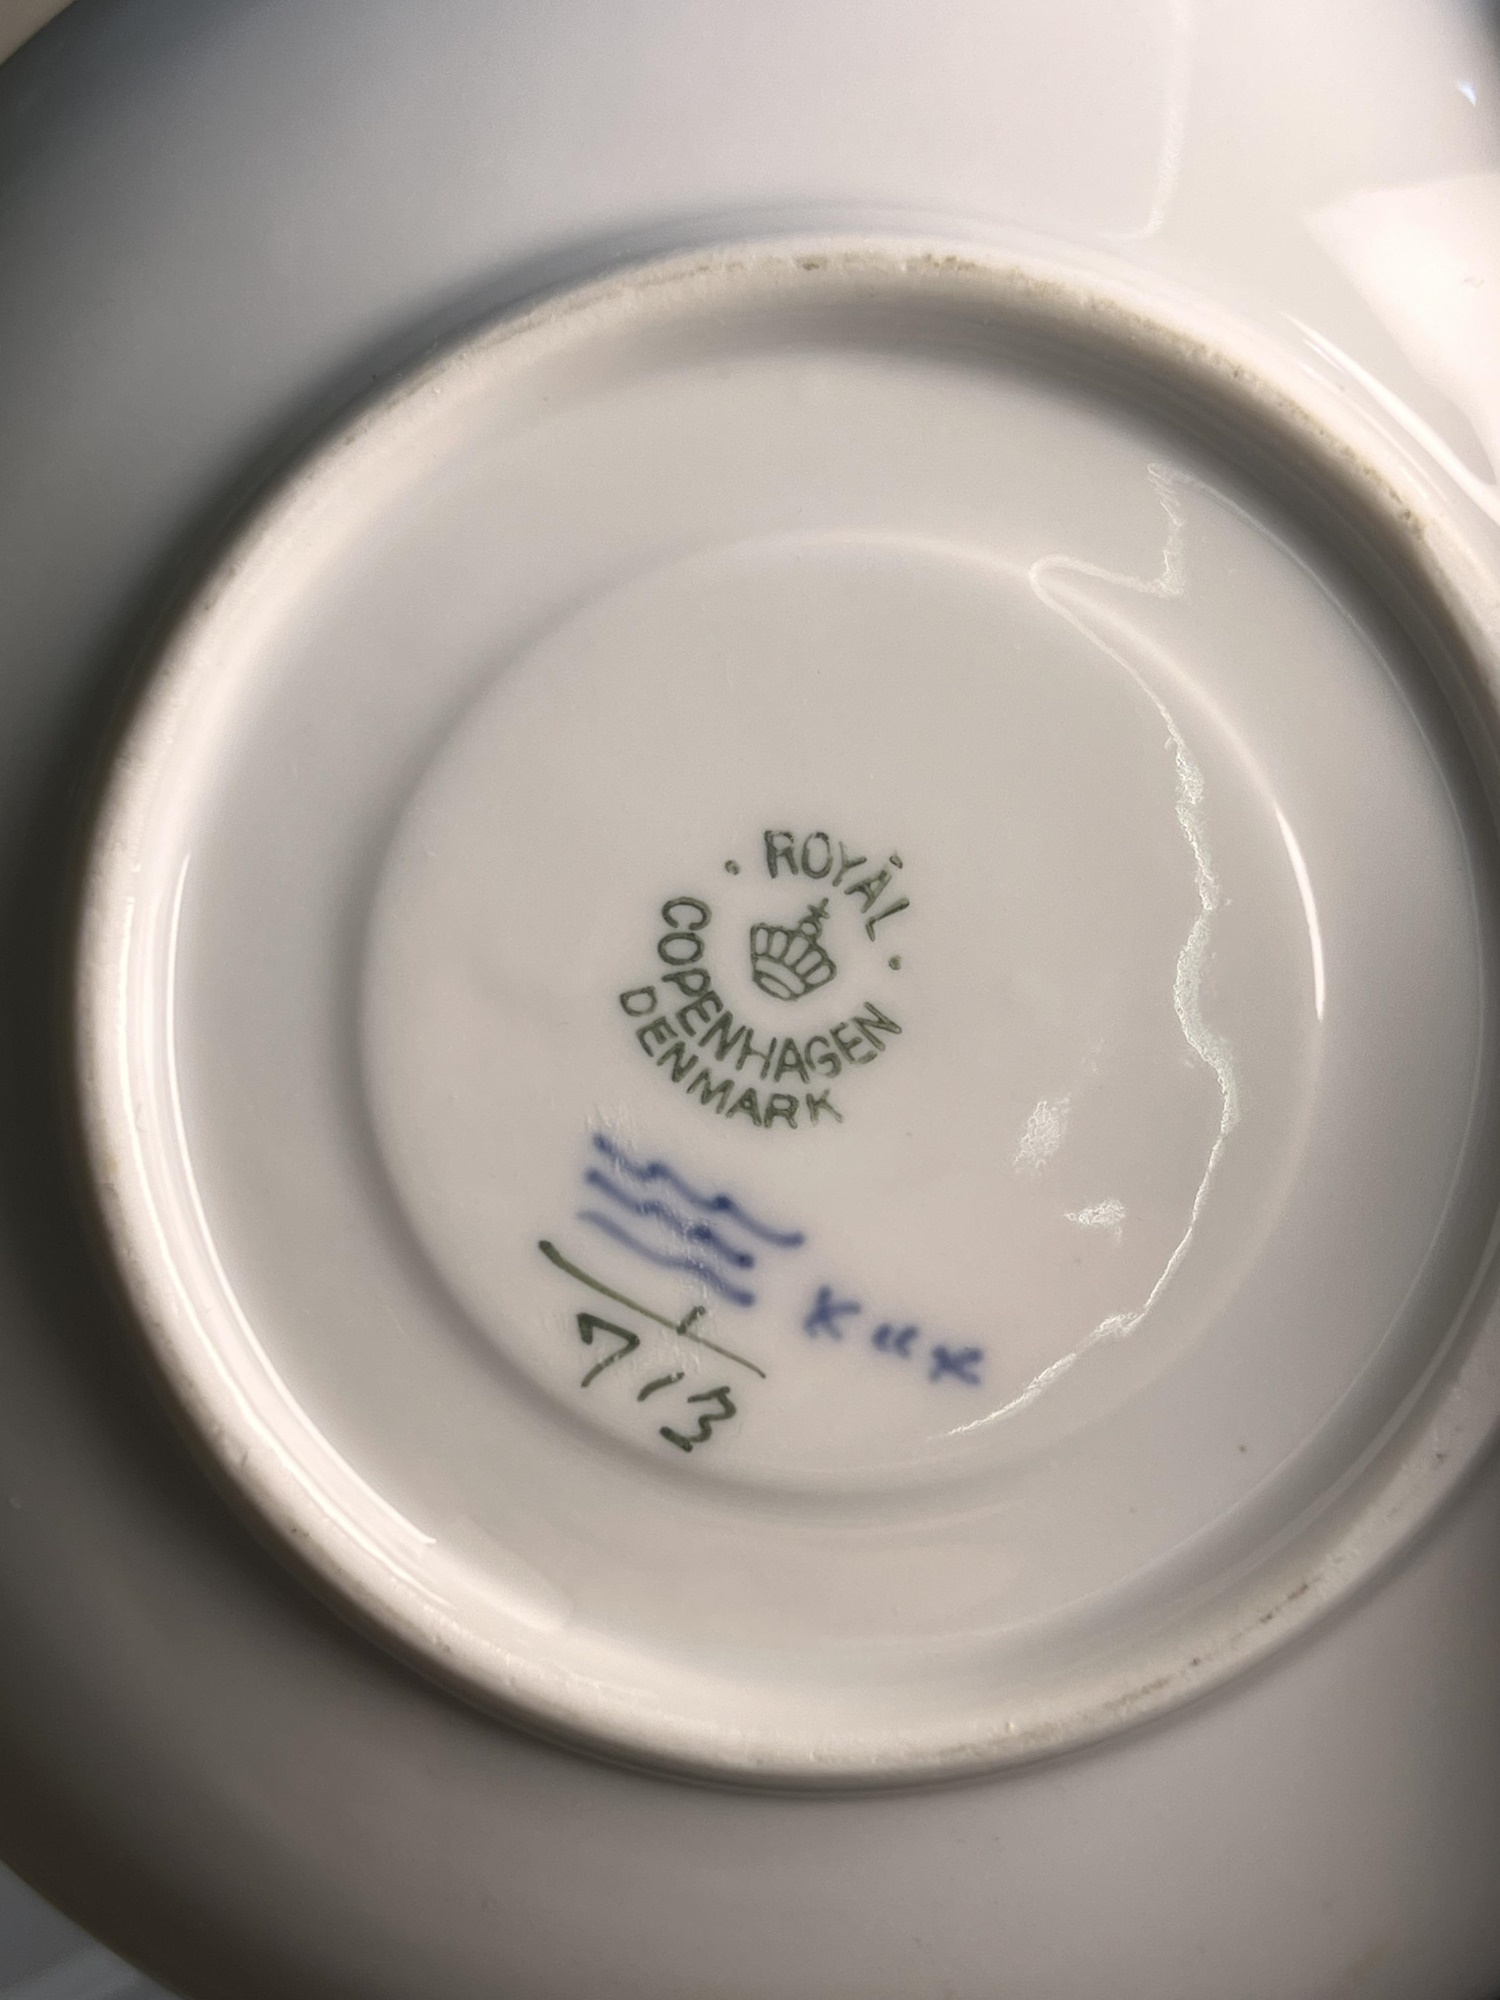 ROYAL
COPENHAGEN
DENMARK
1
713